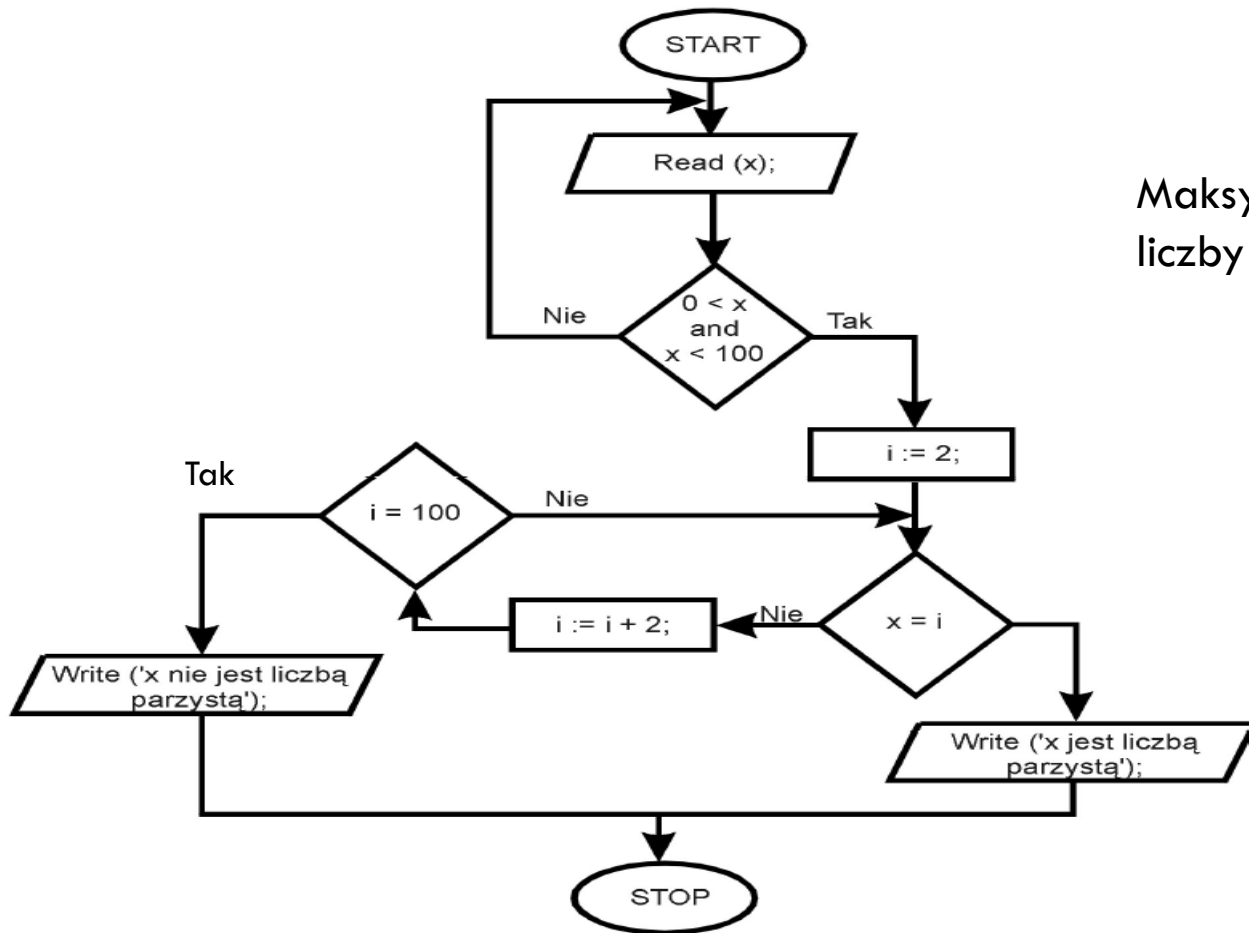 START
Read (x);
Maksy
liczby
0 < x
and
x < 100
Nie
Tak
i := 2;
Tak
i = 100
Nie
x = i
Nie
i := i + 2;
Write ('x nie jest liczbą
parzystą');
Write ('x jest liczbą
parzystą');
STOP